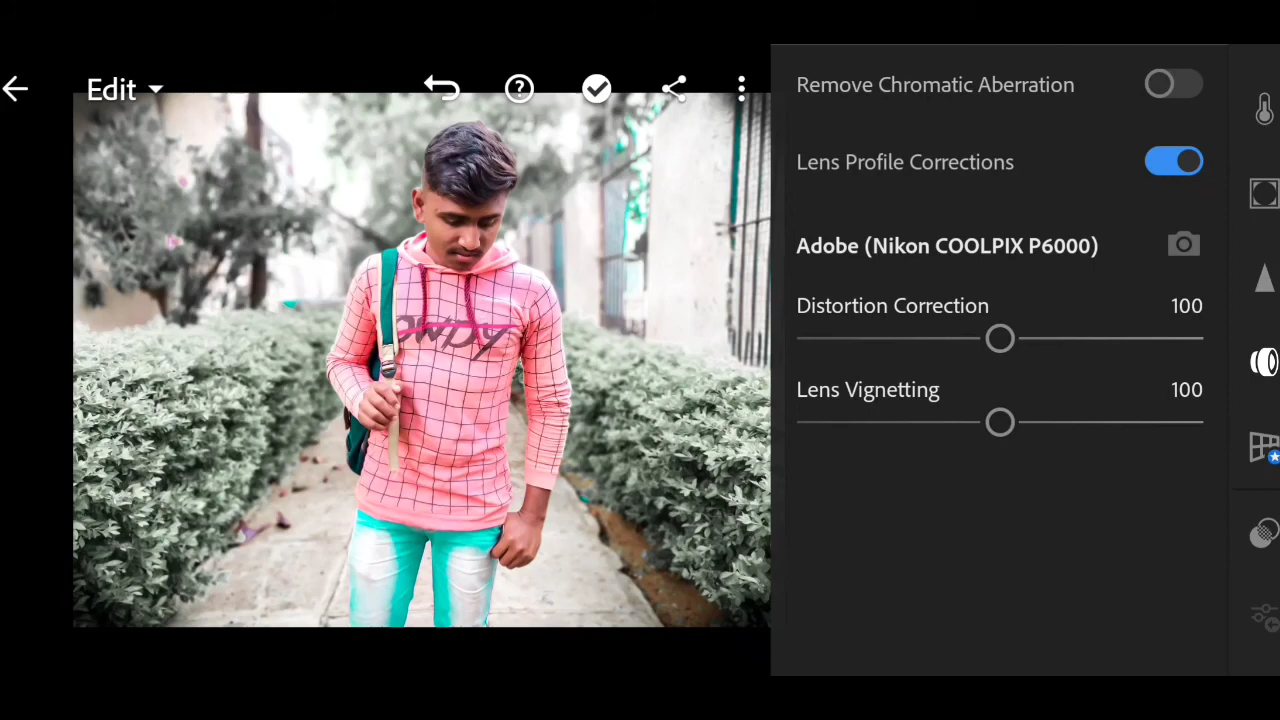 Edit
Remove Chromatic Aberration
Lens Profile Corrections
Adobe (Nikon COOLPIX P6000)
Distortion Correction 100
Lens Vignetting 100